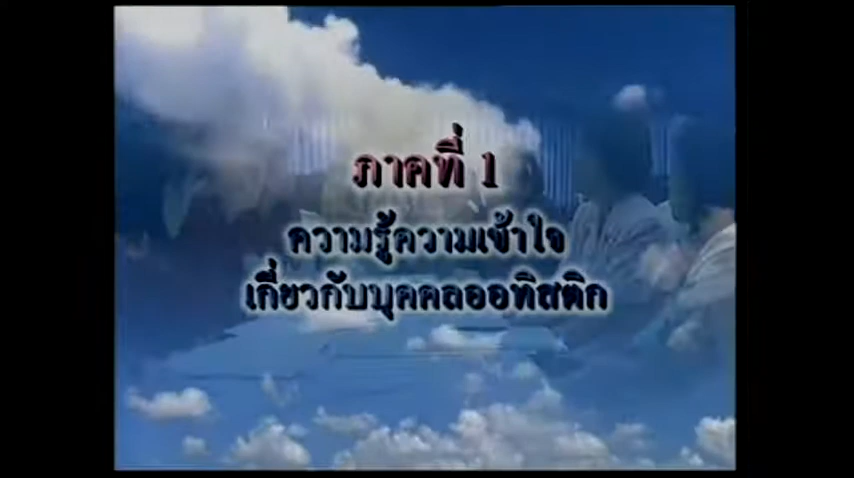 ภาคที่ 1
ความรู้ความเข้าใจ
เกี่ยวกับบุคคลออทิสติก